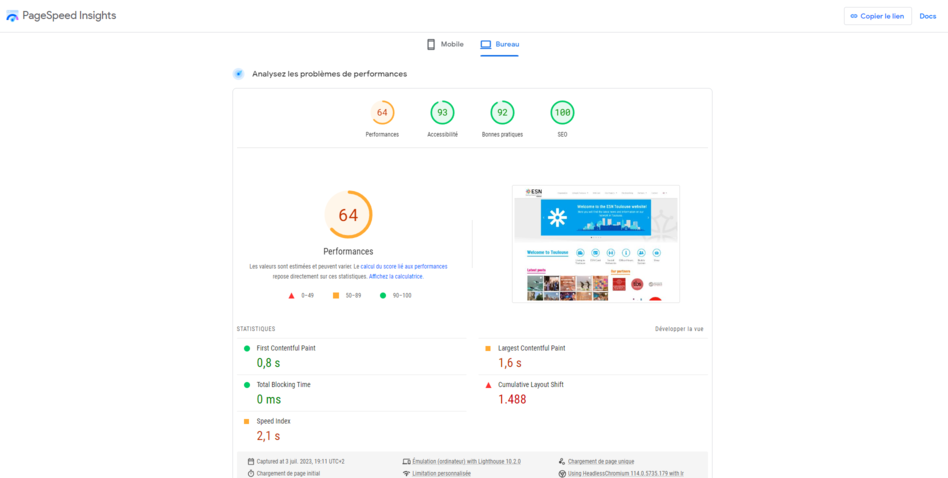 PageSpeed Insights
Copier le lien
Docs
Mobile
Bureau
Analysez les problèmes de performances
64
93
92
100
Performances
Accessibilité
Bonnes pratiques
SEO
64
Performances
Les valeurs sont estimées et peuvent varier. Le calcul du score lié aux performances
repose directement sur ces statistiques. Affichez la calculatrice.
0–49
50–89
90–100
ESN
Welcome to the ESN Toulouse website!
Welcome to Toulouse
Latest posts
Our partners
STATISTIQUES
Développer la vue
First Contentful Paint
0,8 s
Largest Contentful Paint
1,6 s
Total Blocking Time
0 ms
Cumulative Layout Shift
1.488
Speed Index
2,1 s
Captured at 3 juil. 2023, 19:11 UTC+2
Émulation (ordinateur) with Lighthouse 10.2.0
Chargement de page unique
Chargement de page initial
Limitation personnalisée
Using HeadlessChromium 114.0.5735.179 with lr